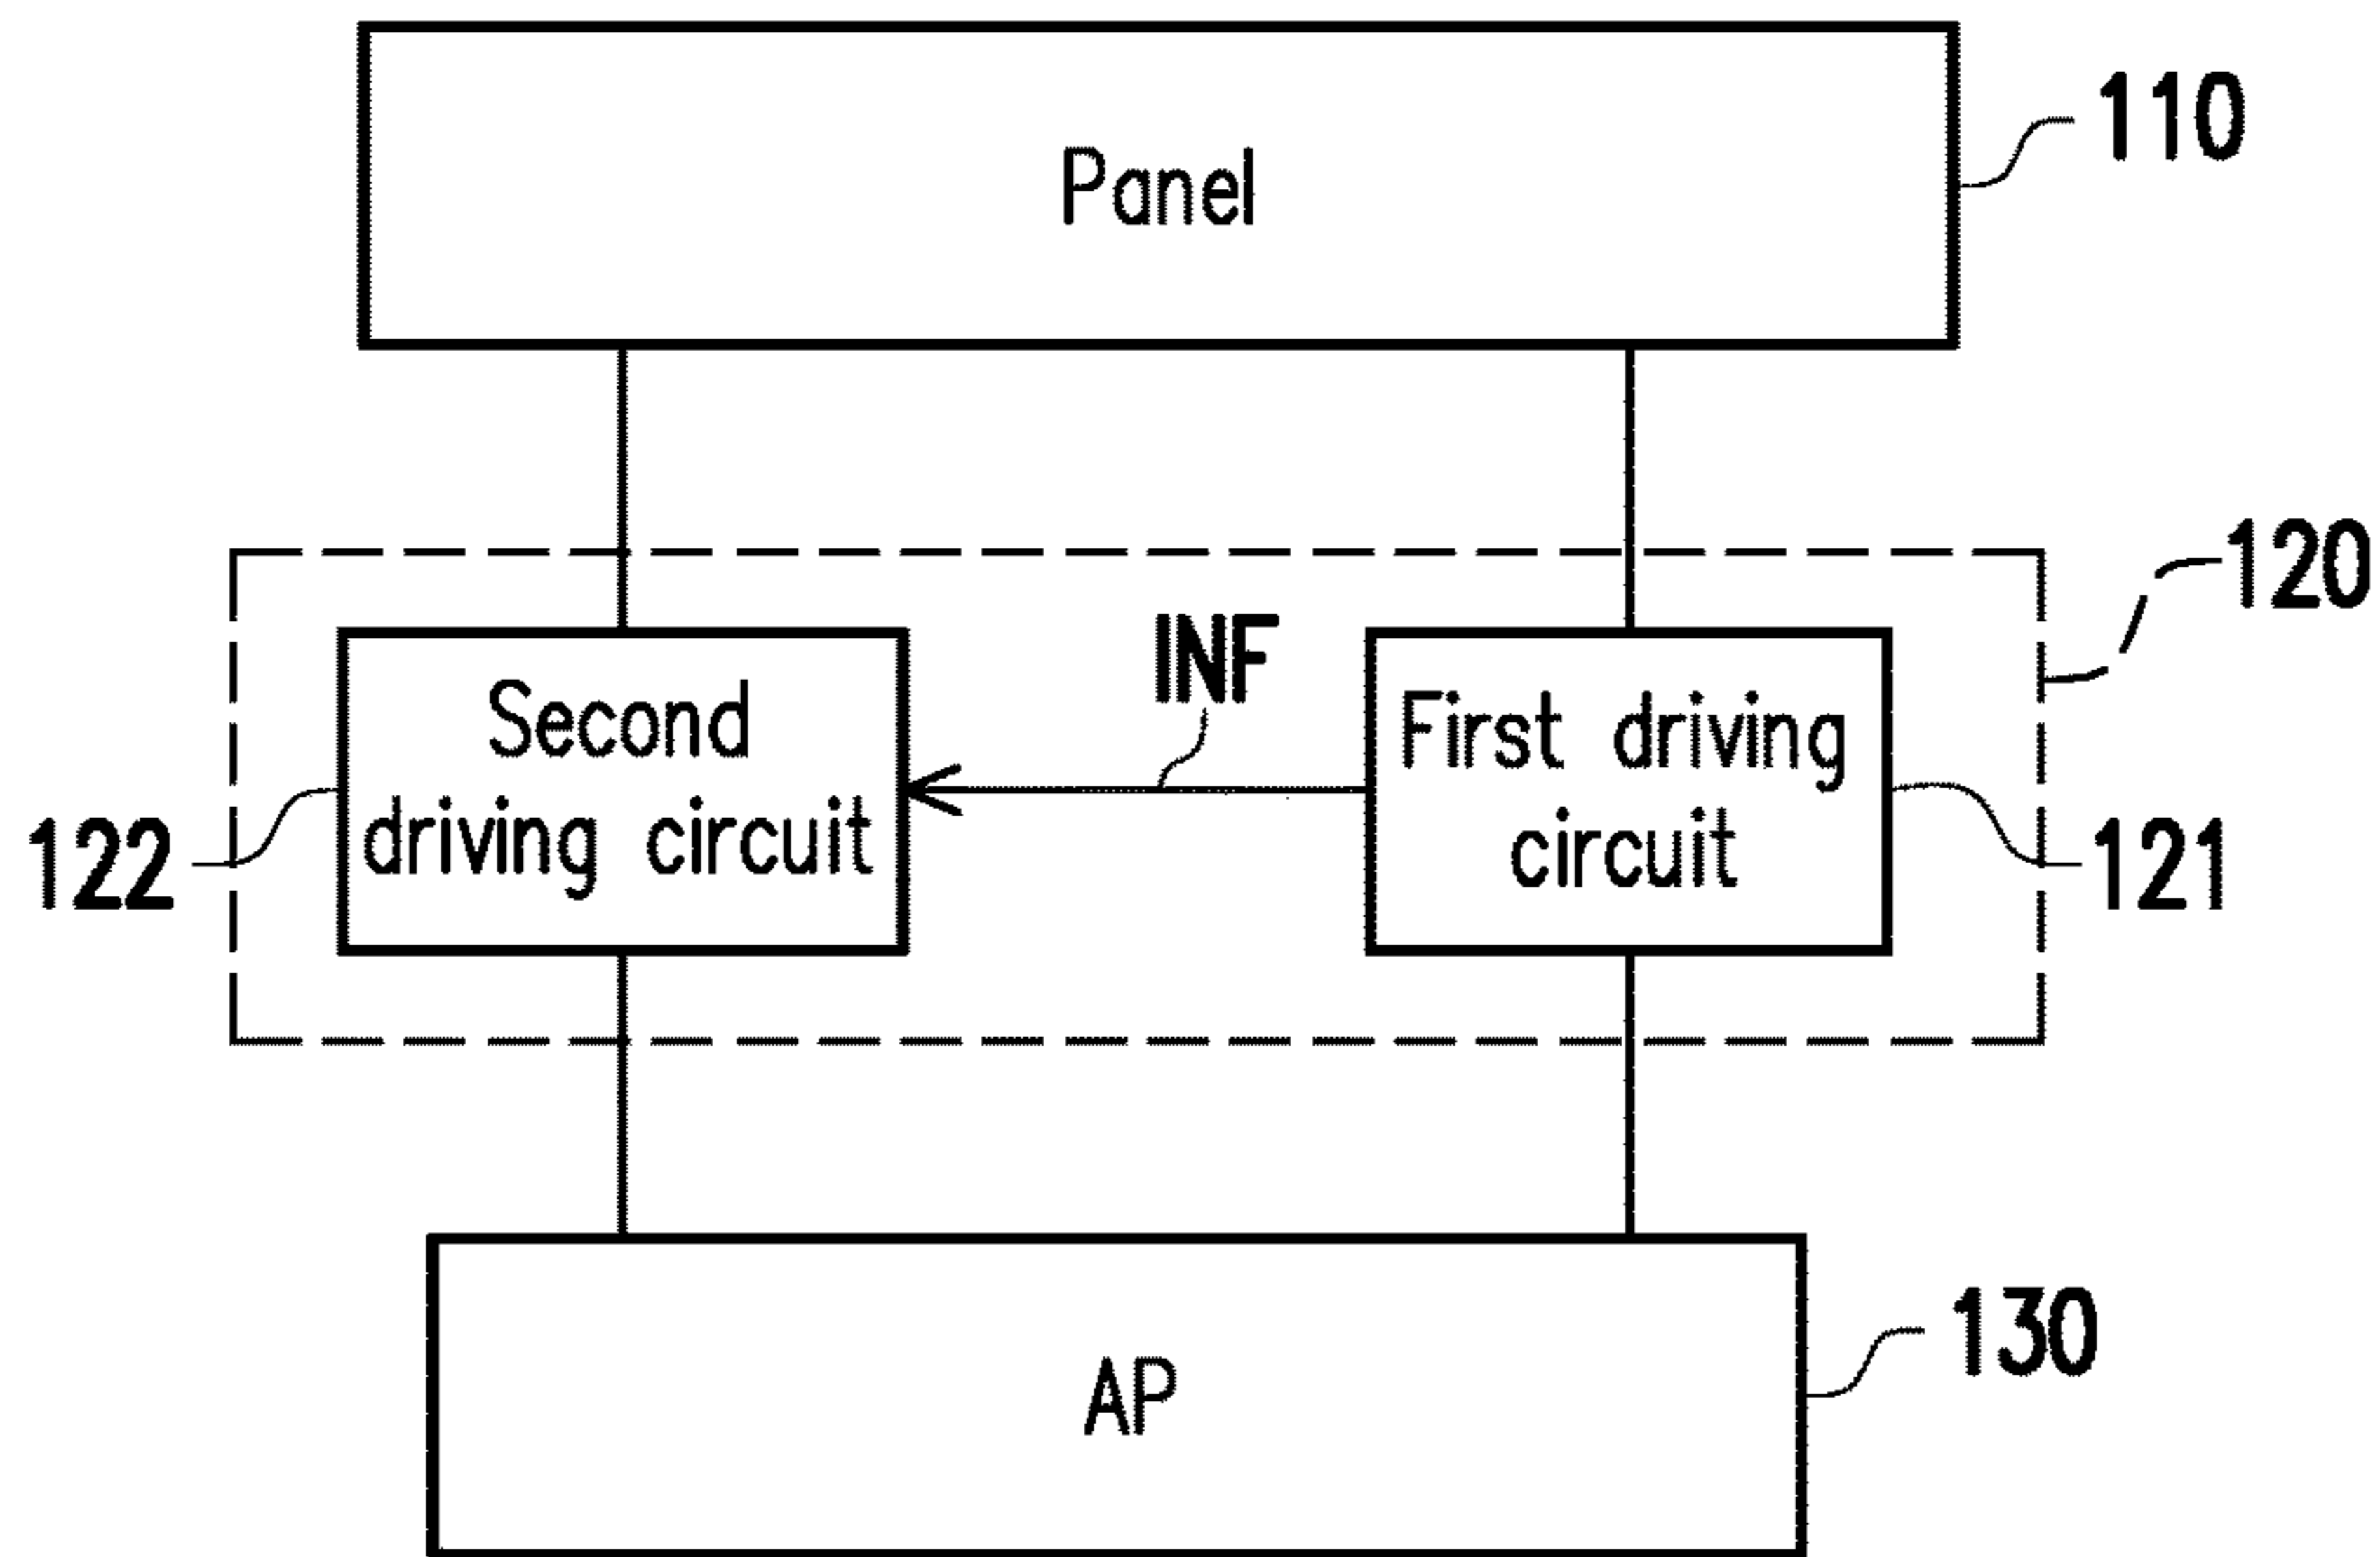 Panel
110
120
INF
Second
driving circuit
First driving
circuit
122
121
AP
130